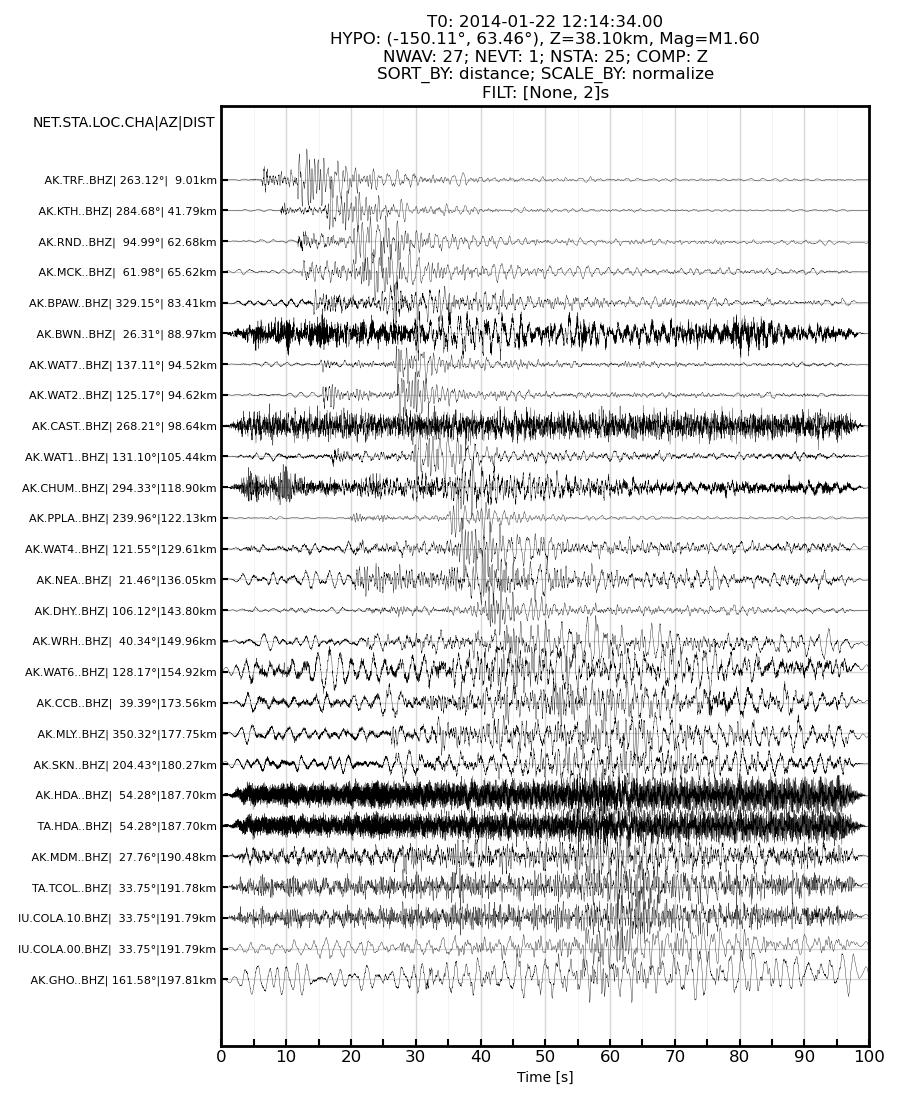 T0: 2014-01-22 12:14:34.00
HYPO: (-150.11°, 63.46°), Z=38.10km, Mag=M1.60
NWAV: 27; NEVT: 1; NSTA: 25; COMP: Z
SORT_BY: distance; SCALE_BY: normalize
FILT: [None, 2]s
NET.STA.LOC.CHA|AZ|DIST
AK.TRF..BHZ| 263.12°| 9.01km
AK.KTH..BHZ| 284.68°| 41.79km
AK.RND..BHZ| 94.99°| 62.68km
AK.MCK..BHZ| 61.98°| 65.62km
AK.BPAW..BHZ| 329.15°| 83.41km
AK.BWN..BHZ| 26.31°| 88.97km
AK.WAT7..BHZ| 137.11°| 94.52km
AK.WAT2..BHZ| 125.17°| 94.62km
AK.CAST..BHZ| 268.21°| 98.64km
AK.WAT1..BHZ| 131.10°|105.44km
AK.CHUM..BHZ| 294.33°|118.90km
AK.PPLA..BHZ| 239.96°|122.13km
AK.WAT4..BHZ| 121.55°|129.61km
AK.NEA..BHZ| 21.46°|136.05km
AK.DHY..BHZ| 106.12°|143.80km
AK.WRH..BHZ| 40.34°|149.96km
AK.WAT6..BHZ| 128.17°|154.92km
AK.CCB..BHZ| 39.39°|173.56km
AK.MLY..BHZ| 350.32°|177.75km
AK.SKN..BHZ| 204.43°|180.27km
AK.HDA..BHZ| 54.28°|187.70km
TA.HDA..BHZ| 54.28°|187.70km
AK.MDM..BHZ| 27.76°|190.48km
TA.TCOL..BHZ| 33.75°|191.78km
IU.COLA.10.BHZ| 33.75°|191.79km
IU.COLA.00.BHZ| 33.75°|191.79km
AK.GHO..BHZ| 161.58°|197.81km
0 10 20 30 40 50 60 70 80 90 100
Time [s]